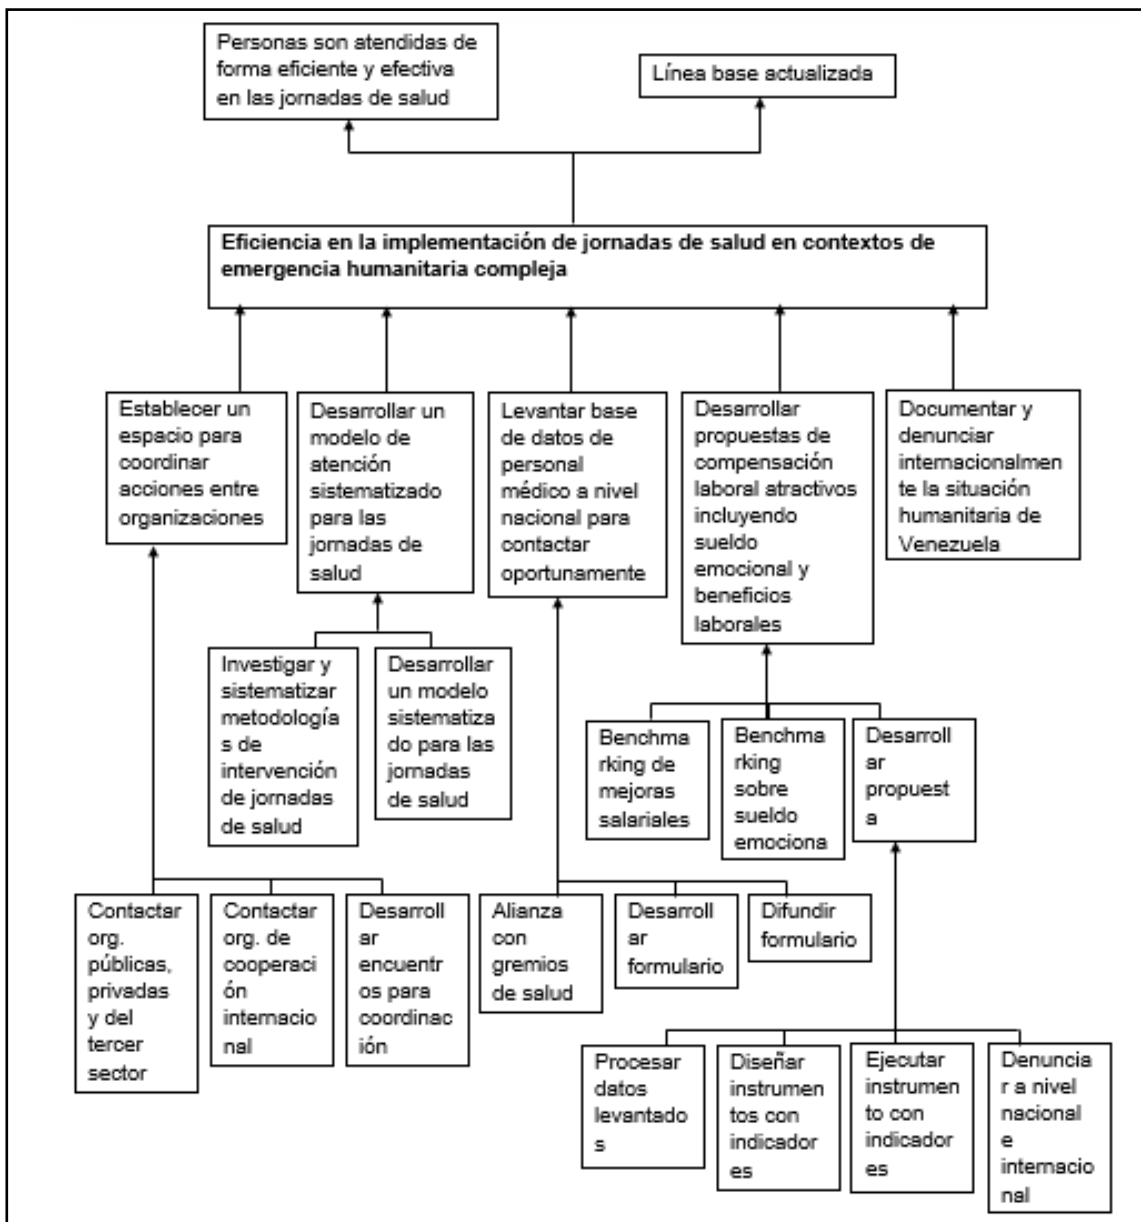 Personas son atendidas de
forma eficiente y efectiva
en las jornadas de salud
Línea base actualizada
Eficiencia en la implementación de jornadas de salud en contextos de
emergencia humanitaria compleja
Establecer un
espacio para
coordinar
acciones entre
organizaciones
Desarrollar un
modelo de
atención
sistematizado
para las
jornadas de
salud
Levantar base
de datos de
personal
médico a nivel
nacional para
contactar
oportunamente
Desarrollar
propuestas de
compensación
laboral atractivos
incluyendo
sueldo
emocional y
beneficios
laborales
Documentar y
denunciar
internacionalmen
te la situación
humanitaria de
Venezuela
Investigar y
sistematizar
metodología
s de
intervención
de jornadas
de salud
Desarrollar
un modelo
sistematiza
do para las
jornadas
de salud
Benchma
rking de
mejoras
salariales
Benchma
rking
sobre
sueldo
emociona
Desarroll
ar
propuest
a
Contactar
org.
públicas,
privadas
y del
tercer
sector
Contactar
org. de
cooperaci
ón
internacio
nal
Desarroll
ar
encuentr
os para
coordinac
ión
Alianza
con
gremios
de salud
Desarroll
ar
formulario
Difundir
formulario
Procesar
datos
levantado
s
Diseñar
instrumen
tos con
indicador
es
Ejecutar
instrumen
to con
indicador
es
Denuncia
r a nivel
nacional
e
internacio
nal